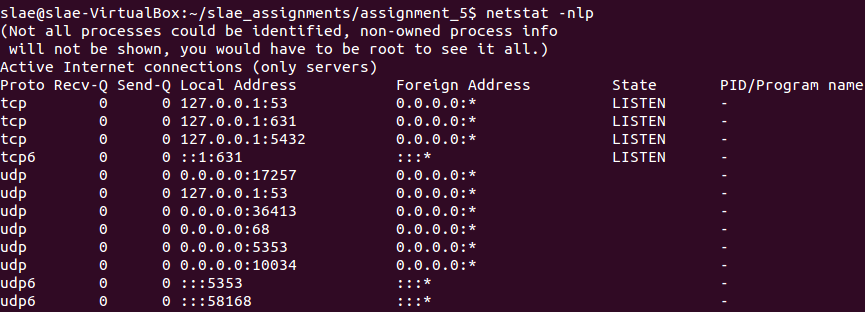 slae@slae-VirtualBox:~/slae_assignments/assignment_5$ netstat -nlp
(Not all processes could be identified, non-owned process info
 will not be shown, you would have to be root to see it all.)
Active Internet connections (only servers)
Proto Recv-Q Send-Q Local Address           Foreign Address         State       PID/Program name
tcp        0      0 127.0.0.1:53            0.0.0.0:*               LISTEN      -
tcp        0      0 127.0.0.1:631           0.0.0.0:*               LISTEN      -
tcp        0      0 127.0.0.1:5432          0.0.0.0:*               LISTEN      -
tcp6       0      0 ::1:631                 :::*                    LISTEN      -
udp        0      0 0.0.0.0:17257           0.0.0.0:*                           -
udp        0      0 127.0.0.1:53            0.0.0.0:*                           -
udp        0      0 0.0.0.0:36413           0.0.0.0:*                           -
udp        0      0 0.0.0.0:68              0.0.0.0:*                           -
udp        0      0 0.0.0.0:5353            0.0.0.0:*                           -
udp        0      0 0.0.0.0:10034           0.0.0.0:*                           -
udp6       0      0 :::5353                 :::*                                -
udp6       0      0 :::58168                :::*                                -